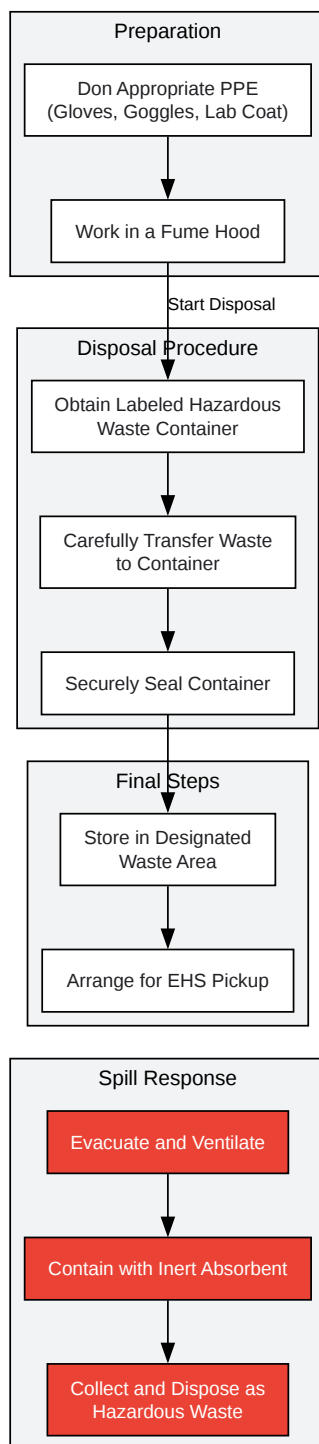 Preparation
Don Appropriate PPE
(Gloves, Goggles, Lab Coat)
Work in a Fume Hood
Start Disposal
Disposal Procedure
Obtain Labeled Hazardous
Waste Container
Carefully Transfer Waste
to Container
Securely Seal Container
Final Steps
Store in Designated
Waste Area
Arrange for EHS Pickup
Spill Response
Evacuate and Ventilate
Contain with Inert Absorbent
Collect and Dispose as
Hazardous Waste